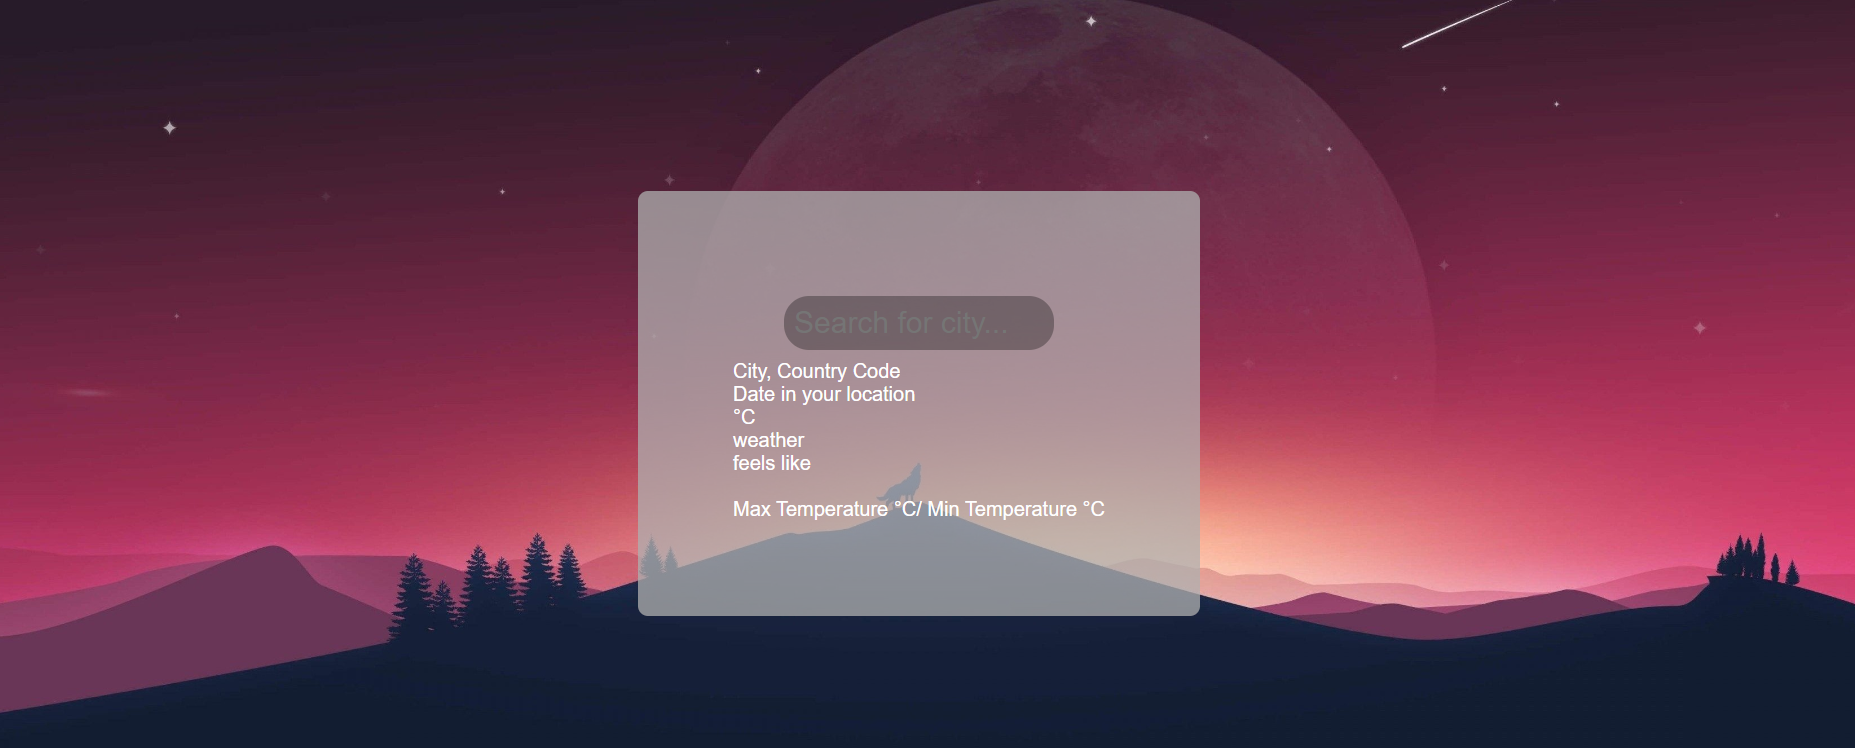 Search for city...
City, Country Code
Date in your location
°C
weather
feels like
Max Temperature °C/ Min Temperature °C